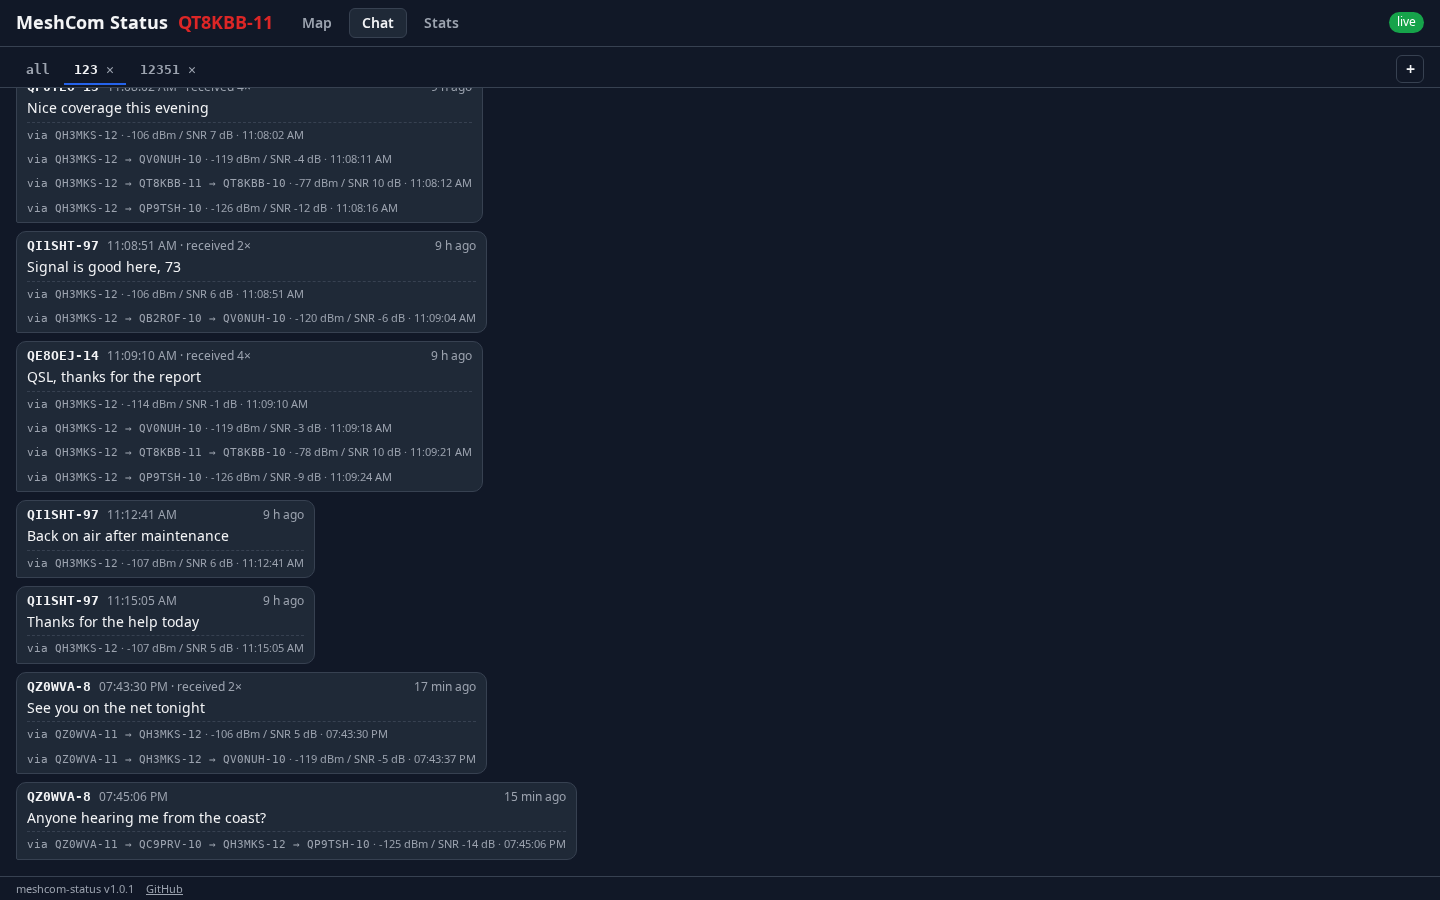 MeshCom Status QT8KBB-11 Map Chat Stats live
all 123 × 12351 × +
9 h ago
Nice coverage this evening
via QH3MKS-12 · -106 dBm / SNR 7 dB · 11:08:02 AM
via QH3MKS-12 → QV0NUH-10 · -119 dBm / SNR -4 dB · 11:08:11 AM
via QH3MKS-12 → QT8KBB-11 → QT8KBB-10 · -77 dBm / SNR 10 dB · 11:08:12 AM
via QH3MKS-12 → QP9TSH-10 · -126 dBm / SNR -12 dB · 11:08:16 AM
QI1SHT-97 11:08:51 AM · received 2× 9 h ago
Signal is good here, 73
via QH3MKS-12 · -106 dBm / SNR 6 dB · 11:08:51 AM
via QH3MKS-12 → QB2ROF-10 → QV0NUH-10 · -120 dBm / SNR -6 dB · 11:09:04 AM
QE8OEJ-14 11:09:10 AM · received 4× 9 h ago
QSL, thanks for the report
via QH3MKS-12 · -114 dBm / SNR -1 dB · 11:09:10 AM
via QH3MKS-12 → QV0NUH-10 · -119 dBm / SNR -3 dB · 11:09:18 AM
via QH3MKS-12 → QT8KBB-11 → QT8KBB-10 · -78 dBm / SNR 10 dB · 11:09:21 AM
via QH3MKS-12 → QP9TSH-10 · -126 dBm / SNR -9 dB · 11:09:24 AM
QI1SHT-97 11:12:41 AM 9 h ago
Back on air after maintenance
via QH3MKS-12 · -107 dBm / SNR 6 dB · 11:12:41 AM
QI1SHT-97 11:15:05 AM 9 h ago
Thanks for the help today
via QH3MKS-12 · -107 dBm / SNR 5 dB · 11:15:05 AM
QZ0WVA-8 07:43:30 PM · received 2× 17 min ago
See you on the net tonight
via QZ0WVA-11 → QH3MKS-12 · -106 dBm / SNR 5 dB · 07:43:30 PM
via QZ0WVA-11 → QH3MKS-12 → QV0NUH-10 · -119 dBm / SNR -5 dB · 07:43:37 PM
QZ0WVA-8 07:45:06 PM 15 min ago
Anyone hearing me from the coast?
via QZ0WVA-11 → QC9PRV-10 → QH3MKS-12 → QP9TSH-10 · -125 dBm / SNR -14 dB · 07:45:06 PM
meshcom-status v1.0.1 GitHub